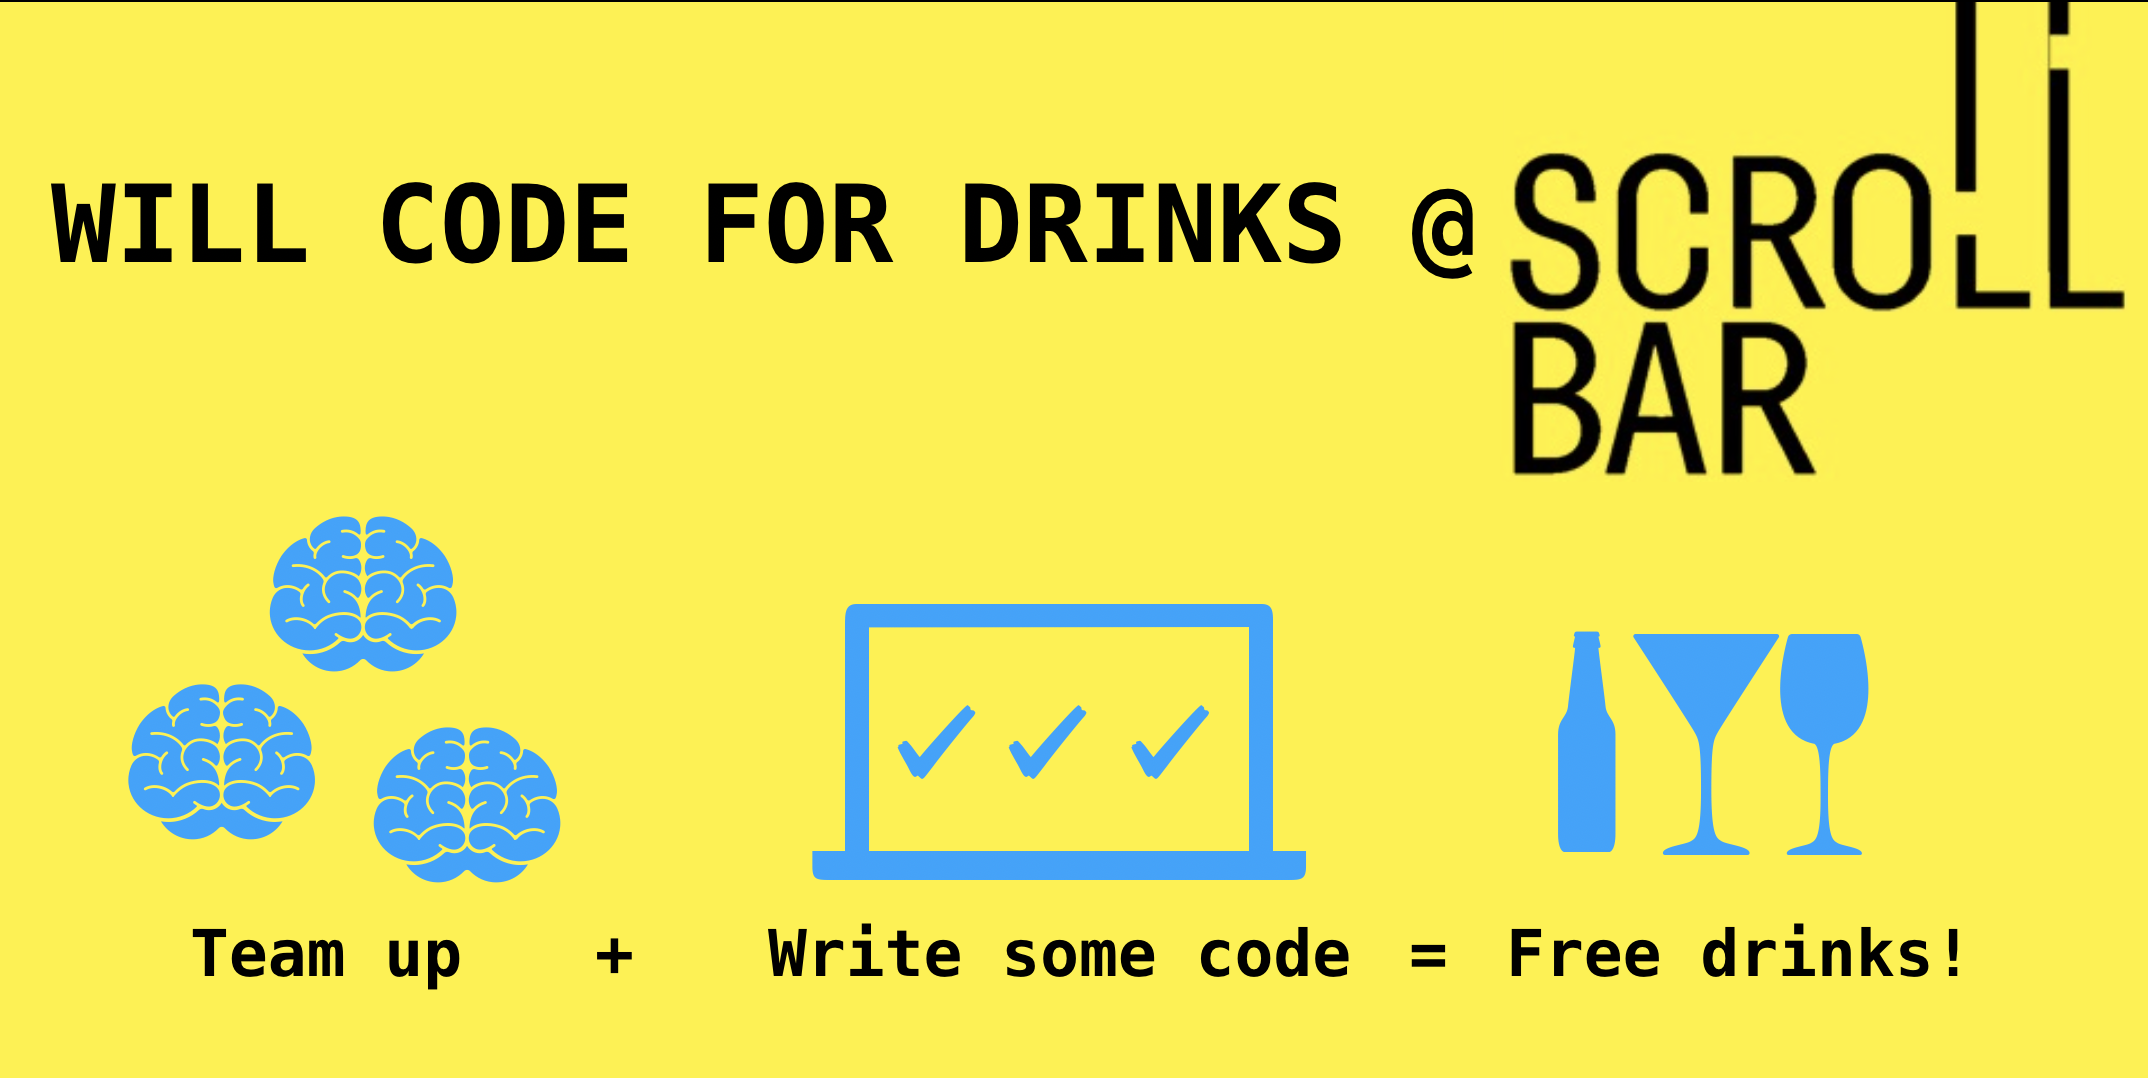 WILL CODE FOR DRINKS @ SCROLL
BAR
Team up + Write some code = Free drinks!